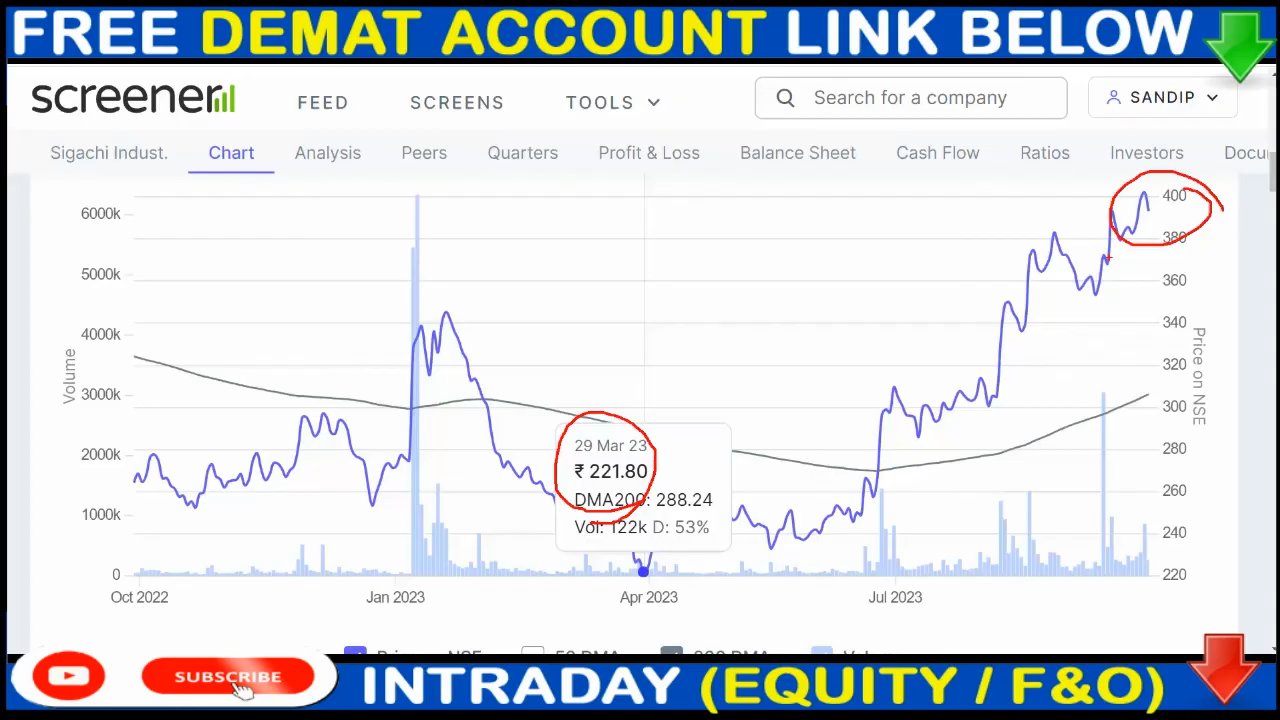 FREE DEMAT ACCOUNT LINK BELOW
screener
FEED
SCREENS
TOOLS
Search for a company
SANDIP
Sigachi Indust.
Chart
Analysis
Peers
Quarters
Profit & Loss
Balance Sheet
Cash Flow
Ratios
Investors
6000k
5000k
4000k
3000k
2000k
1000k
0
Volume
400
380
360
340
320
300
280
260
240
220
Price on NSE
29 Mar 23
₹ 221.80
DMA200: 288.24
Vol: 122k D: 53%
Oct 2022
Jan 2023
Apr 2023
Jul 2023
SUBSCRIBE
INTRADAY (EQUITY / F&O)